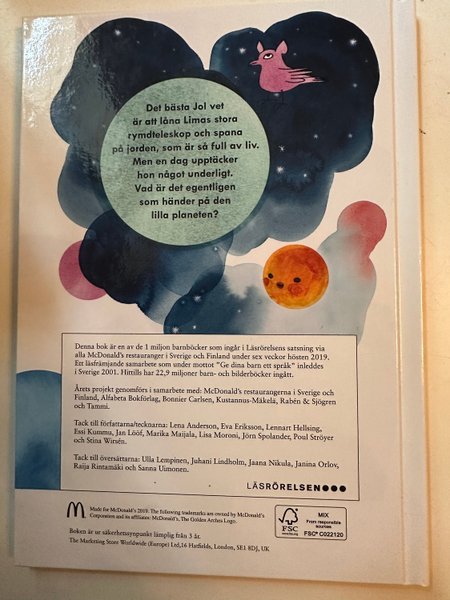 Det bästa Jol vet
är att låna Limas stora
rymdteleskop och spana
på jorden, som är så full av liv.
Men en dag upptäcker
hon något underligt.
Vad är det egentligen
som händer på den
lilla planeten?
Denna bok är en av de 1 miljon barnböcker som ingår i Läsrörelsens satsning via
alla McDonald's restauranger i Sverige och Finland under sex veckor hösten 2019.
Ett läsfrämjande samarbete som under mottot "Ge dina barn ett språk" inleddes
i Sverige 2001. Hittills har 22,9 miljoner barn- och bilderböcker ingått.
Årets projekt genomförs i samarbete med: McDonald's restaurangerna i Sverige och
Finland, Alfabeta Bokförlag, Bonnier Carlsen, Kustannus-Mäkelä, Rabén & Sjögren
och Tammi.
Tack till författarna/tecknarna: Lena Anderson, Eva Eriksson, Lennart Hellsing,
Essi Kummu, Jan Lööf, Marika Maijala, Lisa Moroni, Jörn Spolander, Poul Ströyer
och Stina Wirsén.
Tack till översättarna: Ulla Lempinen, Juhani Lindholm, Jaana Nikula, Janina Orlov,
Raija Rintamäki och Sanna Uimonen.
LÄSRÖRELSEN
Made for McDonald's 2019. The following trademarks are owned by McDonald's
Corporation and its affiliates: McDonald's, The Golden Arches Logo.
Boken är ur säkerhetssynpunkt lämplig från 3 år.
The Marketing Store Worldwide (Europe) Ltd,16 Hatfields, London, SE1 8DJ, UK
FSC
www.fsc.org
MIX
From responsible
sources
FSC® C022120